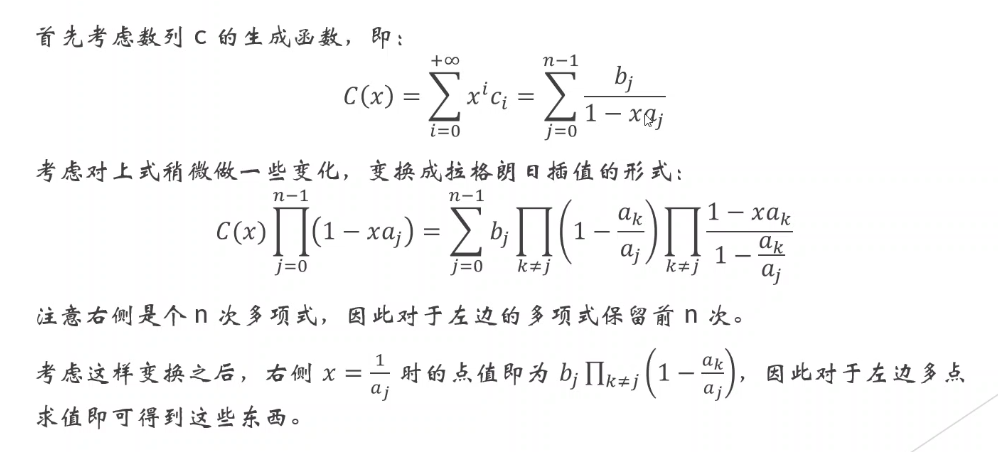 首先考虑数列 c 的生成函数，即：
C(x) = \sum_{i=0}^{+\infty} x^i c_i = \sum_{j=0}^{n-1} \frac{b_j}{1 - xa_j}
考虑对上式稍微做一些变化，变换成拉格朗日插值的形式：
C(x) \prod_{j=0}^{n-1} (1 - xa_j) = \sum_{j=0}^{n-1} b_j \prod_{k \neq j} \left(1 - \frac{a_k}{a_j}\right) \prod_{k \neq j} \frac{1 - xa_k}{1 - \frac{a_k}{a_j}}
注意右侧是个 n 次多项式，因此对于左边的多项式保留前 n 次。
考虑这样变换之后，右侧 x = \frac{1}{a_j} 时的点值即为 b_j \prod_{k \neq j} \left(1 - \frac{a_k}{a_j}\right)，因此对于左边多点
求值即可得到这些东西。